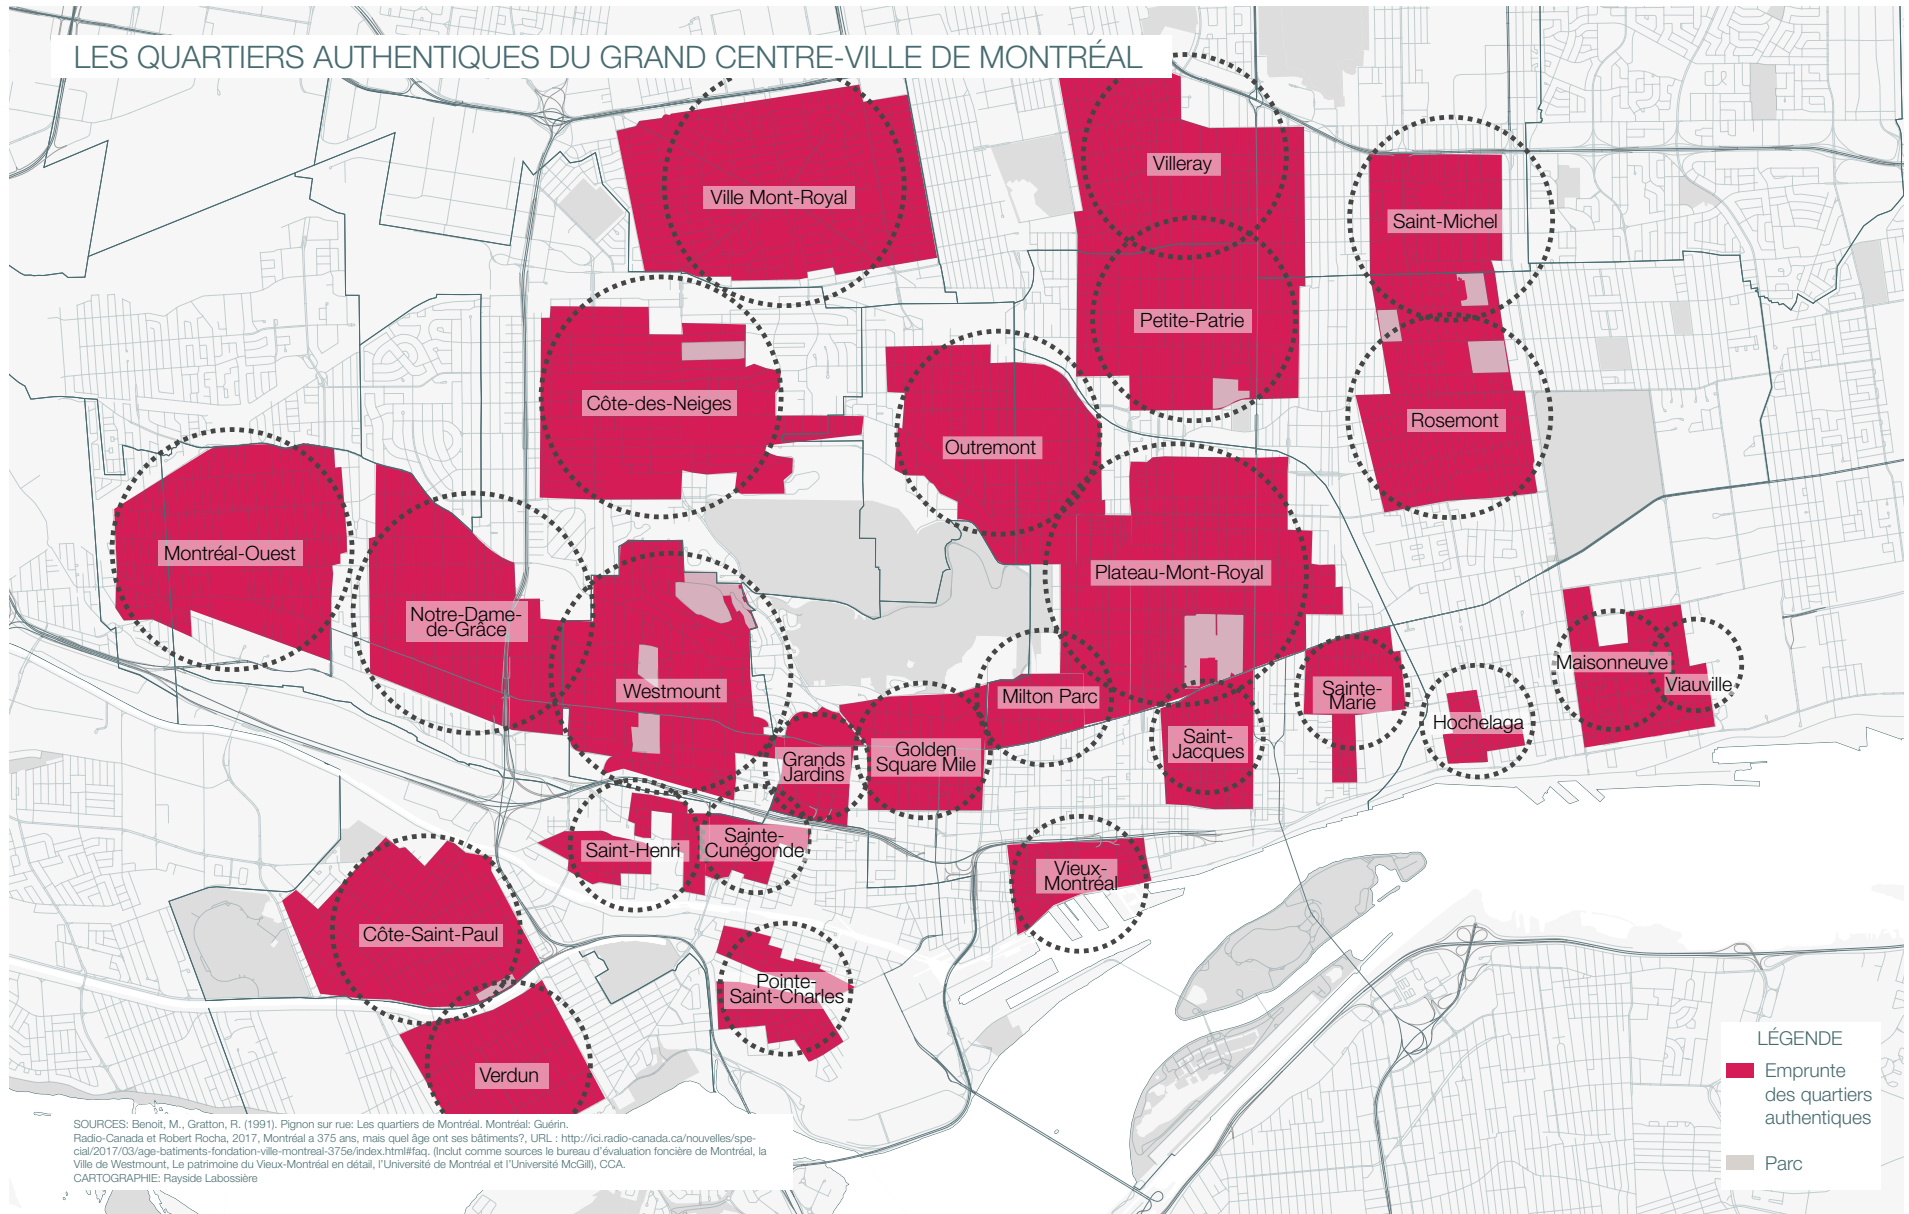 LES QUARTIERS AUTHENTIQUES DU GRAND CENTRE-VILLE DE MONTRÉAL
Villeray
Ville Mont-Royal
Saint-Michel
Petite-Patrie
Côte-des-Neiges
Rosemont
Outremont
Montréal-Ouest
Plateau-Mont-Royal
Notre-Dame-
de-Grâce
Maisonneuve
Viauville
Westmount
Milton Parc
Sainte-
Marie
Hochelaga
Saint-
Jacques
Golden
Square Mile
Grands
Jardins
Sainte-
Cunégonde
Saint-Henri
Vieux-
Montréal
Côte-Saint-Paul
Pointe-
Saint-Charles
Verdun
LÉGENDE
Emprunte
des quartiers
authentiques
Parc
SOURCES: Benoit, M., Gratton, R. (1991). Pignon sur rue: Les quartiers de Montréal. Montréal: Guérin.
Radio-Canada et Robert Rocha, 2017, Montréal a 375 ans, mais quel âge ont ses bâtiments?, URL : http://ici.radio-canada.ca/nouvelles/spe-
cial/2017/03/age-batiments-fondation-ville-montreal-375e/index.html#faq. (Inclut comme sources le bureau d'évaluation foncière de Montréal, la
Ville de Westmount, Le patrimoine du Vieux-Montréal en détail, l'Université de Montréal et l'Université McGill), CCA.
CARTOGRAPHIE: Rayside Labossière